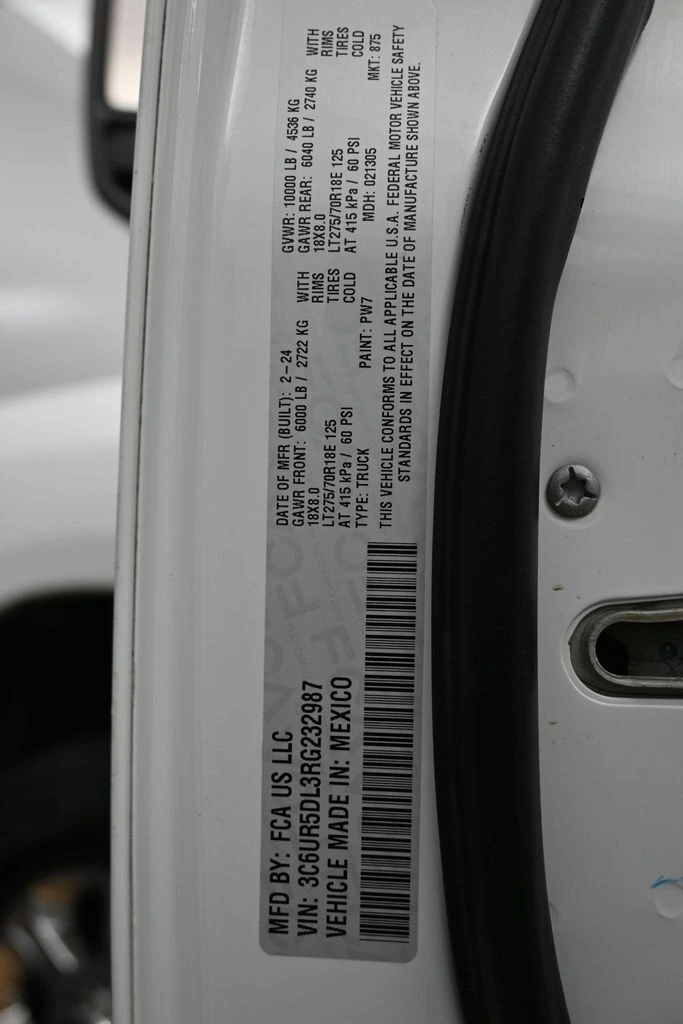 MFD BY: FCA US LLC
VIN: 3C6UR5DL3RG232987
VEHICLE MADE IN: MEXICO
DATE OF MFR (BUILT): 2-24
GVWR: 10000 LB / 4536 KG
GAWR FRONT: 6000 LB / 2722 KG WITH
18X8.0 RIMS
LT275/70R18E 125 TIRES
AT 415 kPa / 60 PSI COLD
GAWR REAR: 6040 LB / 2740 KG WITH
18X8.0 RIMS
LT275/70R18E 125 TIRES
AT 415 kPa / 60 PSI COLD
TYPE: TRUCK PAINT: PW7 MDH: 021305 MKT: 875
THIS VEHICLE CONFORMS TO ALL APPLICABLE U.S.A. FEDERAL MOTOR VEHICLE SAFETY
STANDARDS IN EFFECT ON THE DATE OF MANUFACTURE SHOWN ABOVE.